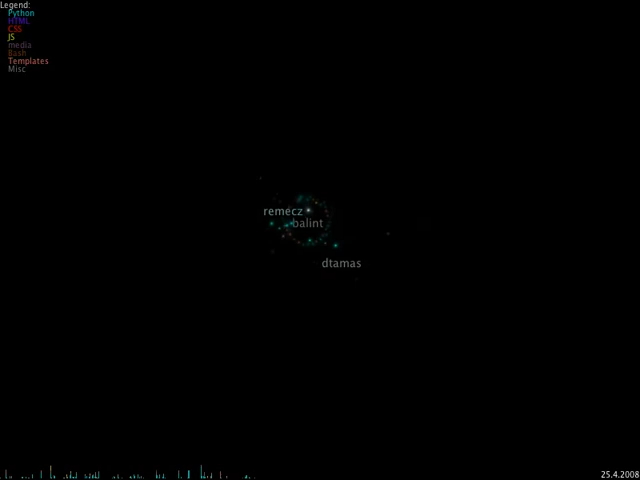 Legend:
Python
HTML
CSS
JS
media
Bash
Templates
Misc
remecz
balint
dtamas
25.4.2008